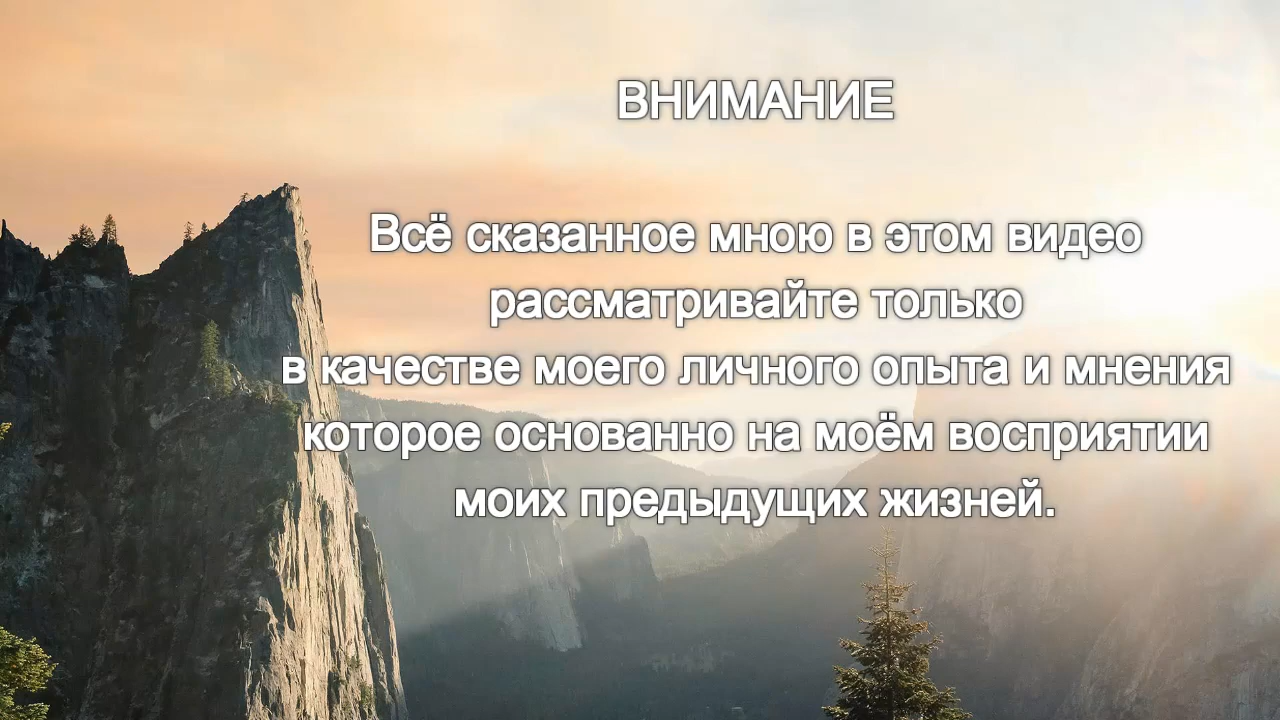 ВНИМАНИЕ
Всё сказанное мною в этом видео
рассматривайте только
в качестве моего личного опыта и мнения
которое основанно на моём восприятии
моих предыдущих жизней.